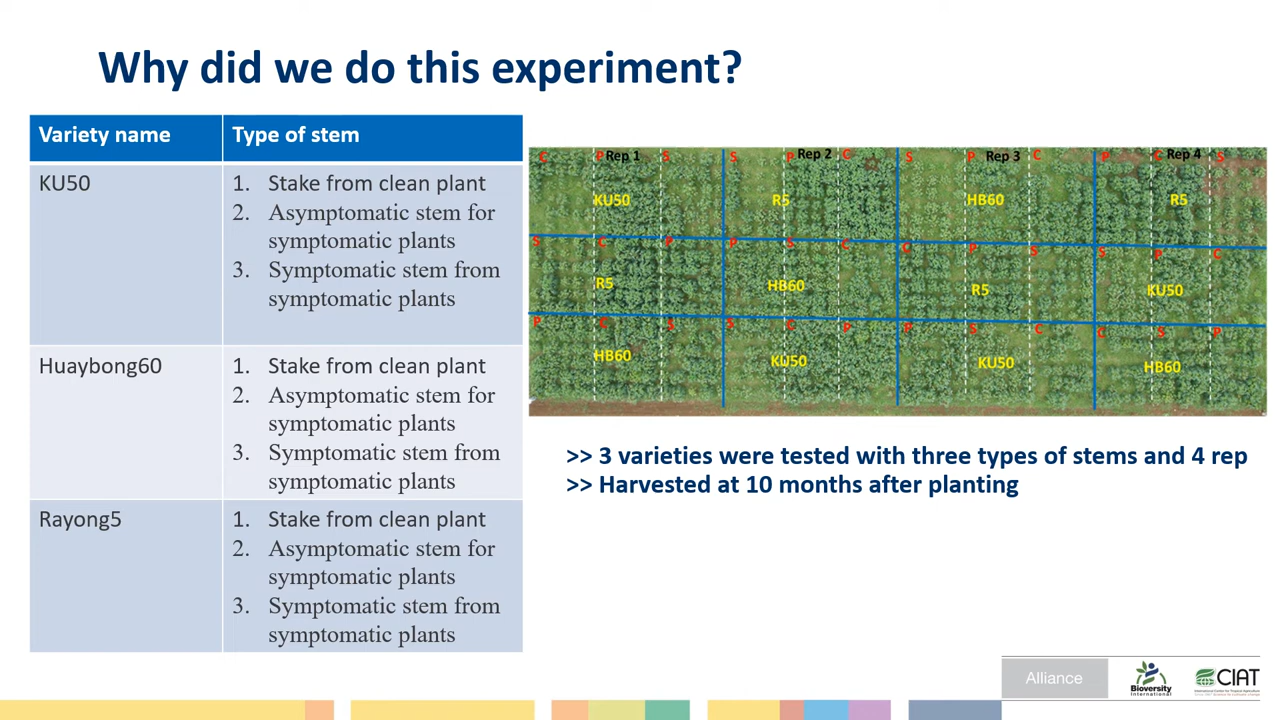 Why did we do this experiment?
Variety name
Type of stem
KU50
1. Stake from clean plant
2. Asymptomatic stem for
symptomatic plants
3. Symptomatic stem from
symptomatic plants
Huaybong60
1. Stake from clean plant
2. Asymptomatic stem for
symptomatic plants
3. Symptomatic stem from
symptomatic plants
Rayong5
1. Stake from clean plant
2. Asymptomatic stem for
symptomatic plants
3. Symptomatic stem from
symptomatic plants
C P Rep 1 S S P Rep 2 C S P Rep 3 C P C Rep 4 S
KU50 R5 HB60 R5
S C P P S C C P S S P C
R5 HB60 R5 KU50
P C S S C P P S C C S P
HB60 KU50 KU50 HB60
>> 3 varieties were tested with three types of stems and 4 rep
>> Harvested at 10 months after planting
Alliance
Bioversity
International
CIAT
International Center for Tropical Agriculture